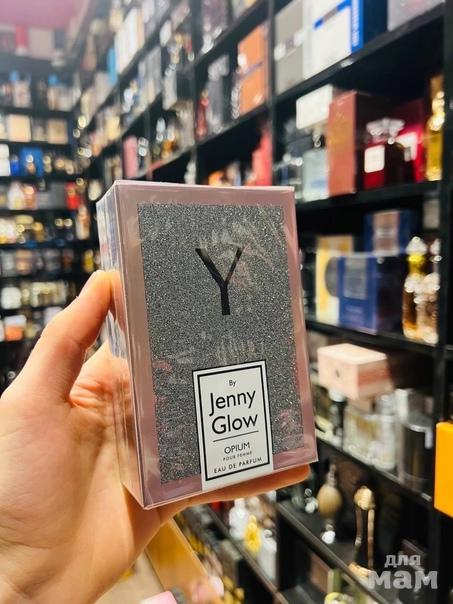 Y
By
Jenny
Glow
OPIUM
POUR FEMME
EAU DE PARFUM
для
мам